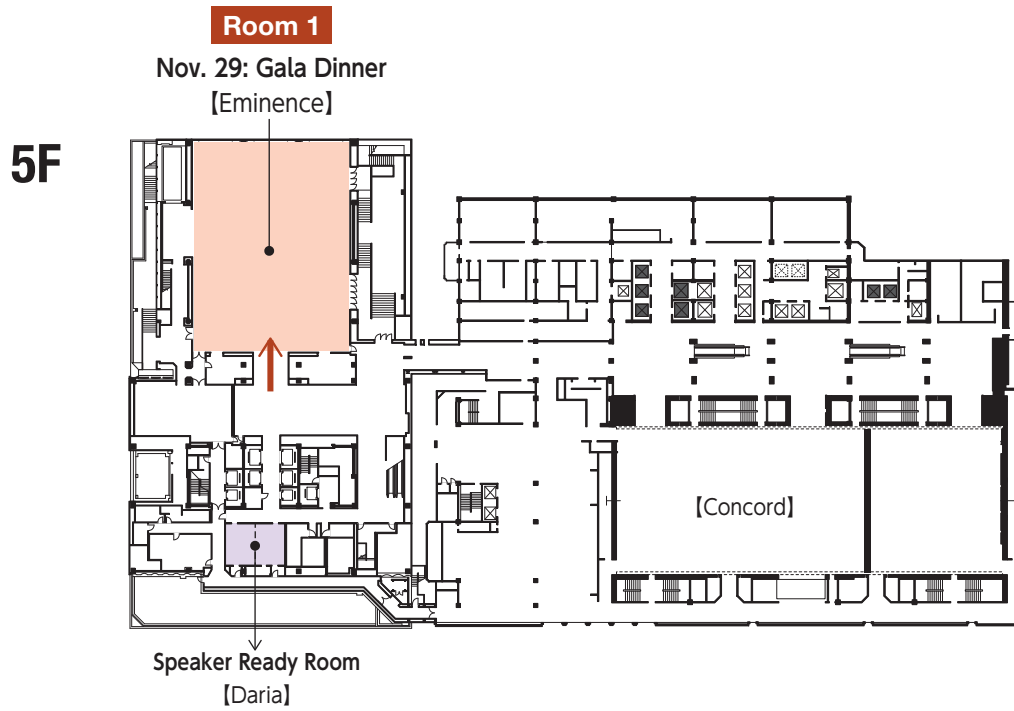 Room 1
Nov. 29: Gala Dinner
【Eminence】
5F
【Concord】
Speaker Ready Room
【Daria】